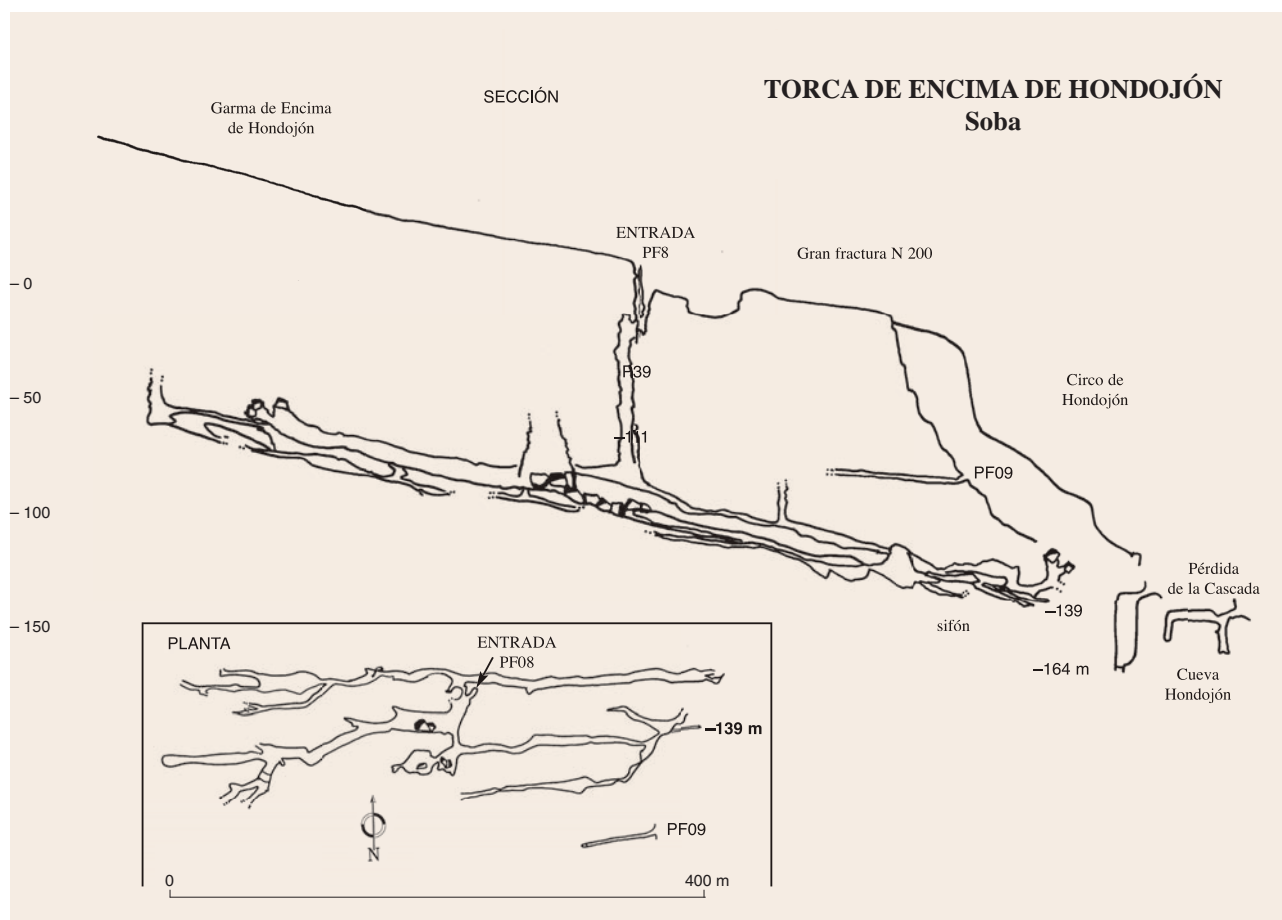 TORCA DE ENCIMA DE HONDOJÓN
Soba
SECCIÓN
Garma de Encima
de Hondojón
ENTRADA
PF8
Gran fractura N 200
– 0
– 50
– 100
– 150
P39
–111
Circo de
Hondojón
PF09
Pérdida
de la Cascada
–139
sifón
–164 m
Cueva
Hondojón
PLANTA
ENTRADA
PF08
–139 m
PF09
N
0
400 m